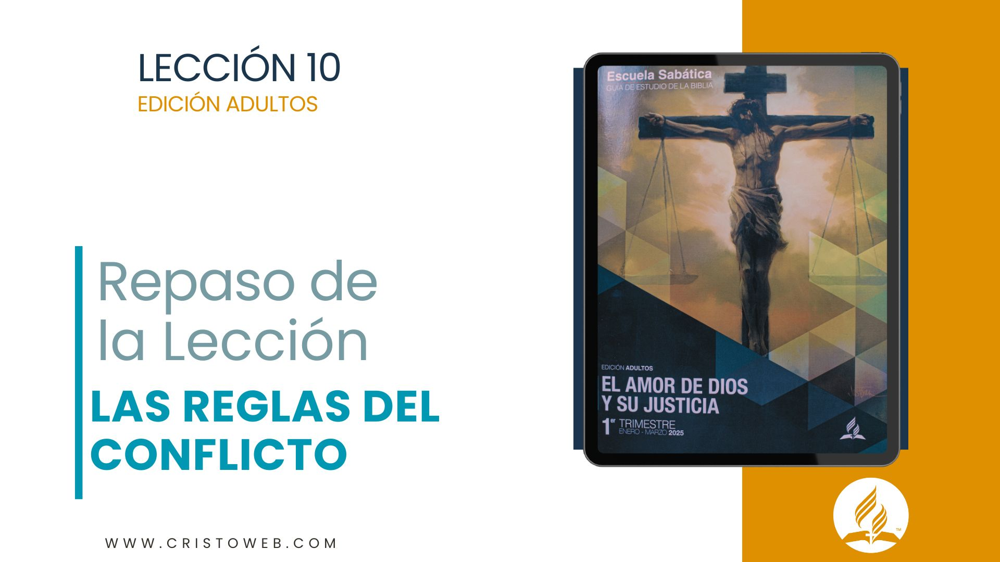 LECCIÓN 10
EDICIÓN ADULTOS
Repaso de
la Lección
LAS REGLAS DEL
CONFLICTO
WWW.CRISTOWEB.COM
Escuela Sabática
GUÍA DE ESTUDIO DE LA BIBLIA
EDICIÓN ADULTOS
EL AMOR DE DIOS
Y SU JUSTICIA
1er TRIMESTRE
ENERO - MARZO 2025
TM